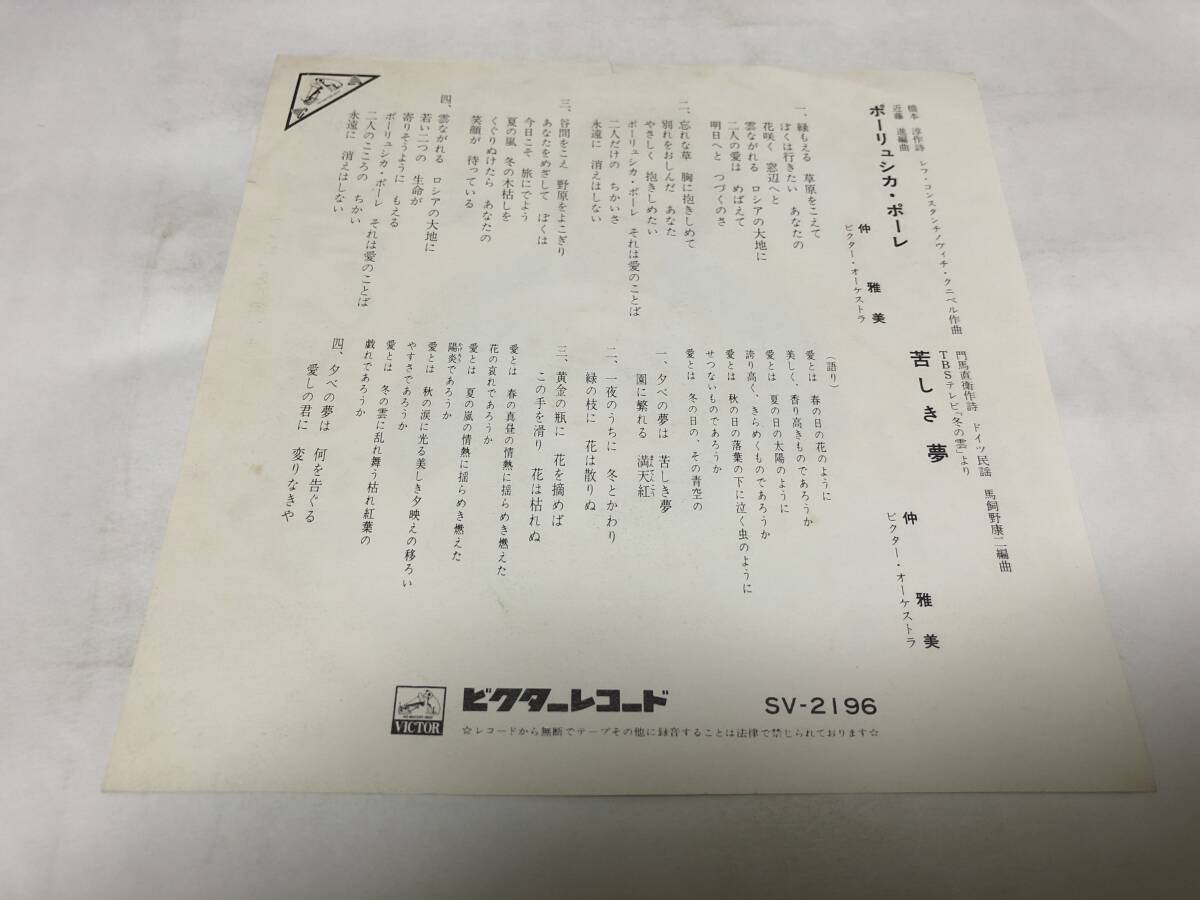 橋本　淳作詩　レフ・コンスタンチノヴィチ・クニペル作曲
近藤　進編曲
ポーリュシカ・ポーレ
仲　雅美
ビクター・オーケストラ
一、緑もえる　草原をこえて
ぼくは行きたい　あなたの
花咲く　窓辺へと
雲ながれる　ロシアの大地に
二人の愛は　めばえて
明日へと　つづくのさ
二、忘れな草　胸に抱きしめて
別れをおしんだ　あなた
やさしく　抱きしめたい
ポーリュシカ・ポーレ　それは愛のことば
二人だけの　ちかいさ
永遠に　消えはしない
三、谷間をこえ　野原をよこぎり
あなたをめざして　ぼくは
今日こそ　旅にでよう
夏の嵐　冬の木枯しを
くぐりぬけたら　あなたの
笑顔が　待っている
四、雲ながれる　ロシアの大地に
若い二つの　生命が
寄りそうように　もえる
ポーリュシカ・ポーレ　それは愛のことば
二人のこころの　ちかい
永遠に　消えはしない
門馬直衛作詩　ドイツ民謡　馬飼野康二編曲
TBSテレビ「冬の雲」より
苦しき夢
仲　雅美
ビクター・オーケストラ
（語り）
愛とは　春の日の花のように
美しく、香り高きものであろうか
愛とは　夏の日の太陽のように
誇り高く、きらめくものであろうか
愛とは　秋の日の落葉の下に泣く虫のように
せつないものであろうか
愛とは　冬の日の、その青空の
一、夕べの夢は　苦しき夢
園に繁れる　満天紅
二、一夜のうちに　冬とかわり
緑の枝に　花は散りぬ
三、黄金の瓶に　花を摘めば
この手を滑り　花は枯れぬ
愛とは　春の真昼の情熱に揺らめき燃えた
花の哀れであろうか
愛とは　夏の嵐の情熱に揺らめき燃えた
陽炎であろうか
愛とは　秋の涙に光る美しき夕映えの移ろい
やすさであろうか
愛とは　冬の雲に乱れ舞う枯れ紅葉の
戯れであろうか
四、夕べの夢は　何を告ぐる
愛しの君に　変りなきや
VICTOR
ビクターレコード
SV-2196
☆レコードから無断でテープその他に録音することは法律で禁じられております☆